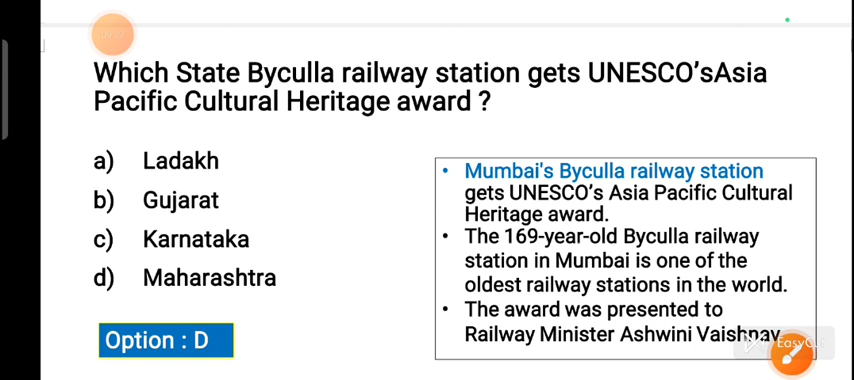 Which State Byculla railway station gets UNESCO'sAsia
Pacific Cultural Heritage award ?
a) Ladakh
b) Gujarat
c) Karnataka
d) Maharashtra
Option : D
• Mumbai's Byculla railway station
gets UNESCO's Asia Pacific Cultural
Heritage award.
• The 169-year-old Byculla railway
station in Mumbai is one of the
oldest railway stations in the world.
• The award was presented to
Railway Minister Ashwini Vaishnav